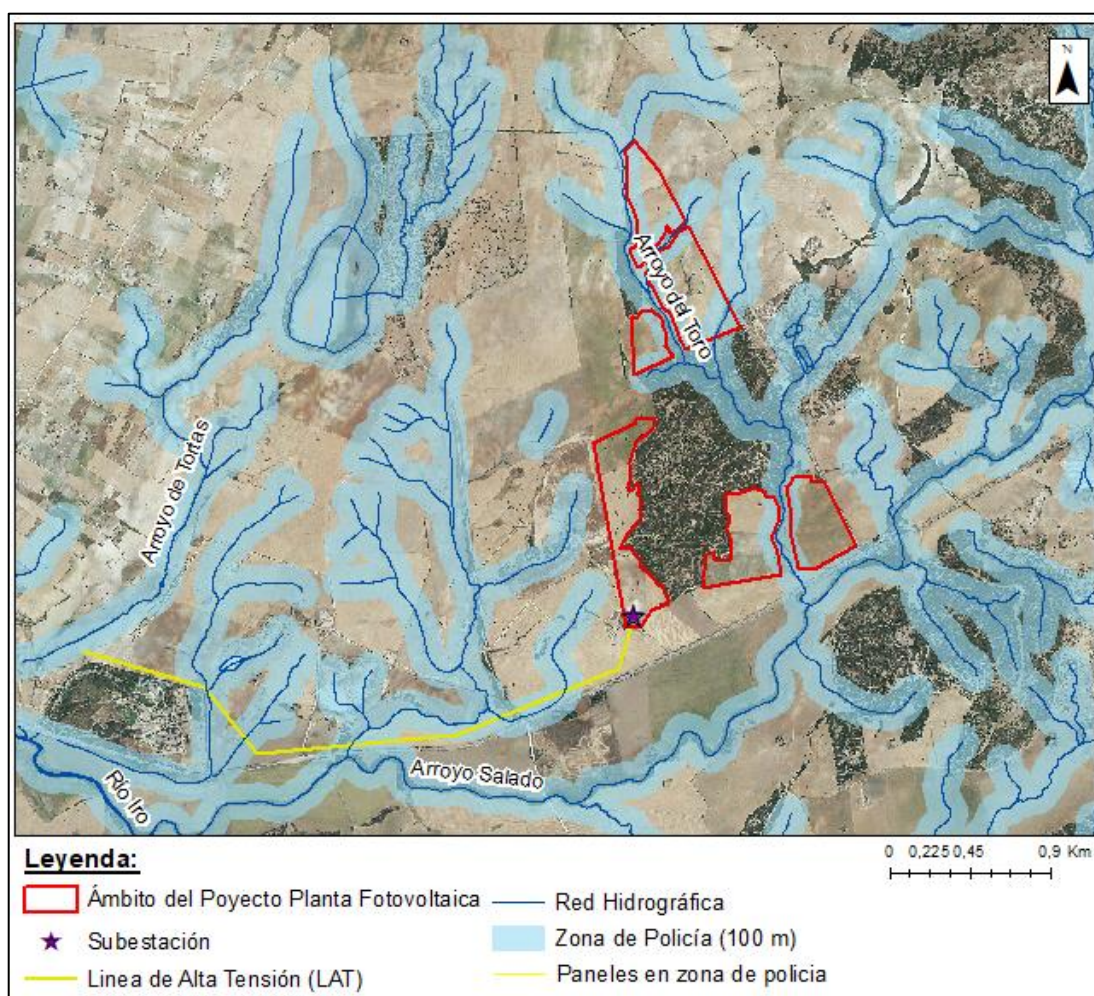 N
Arroyo del Toro
Arroyo de Tortas
Arroyo Salado
Río Iro
Leyenda:
0 0,225 0,45 0,9 Km
Ámbito del Poyecto Planta Fotovoltaica
Red Hidrográfica
Subestación
Zona de Policía (100 m)
Linea de Alta Tensión (LAT)
Paneles en zona de policia